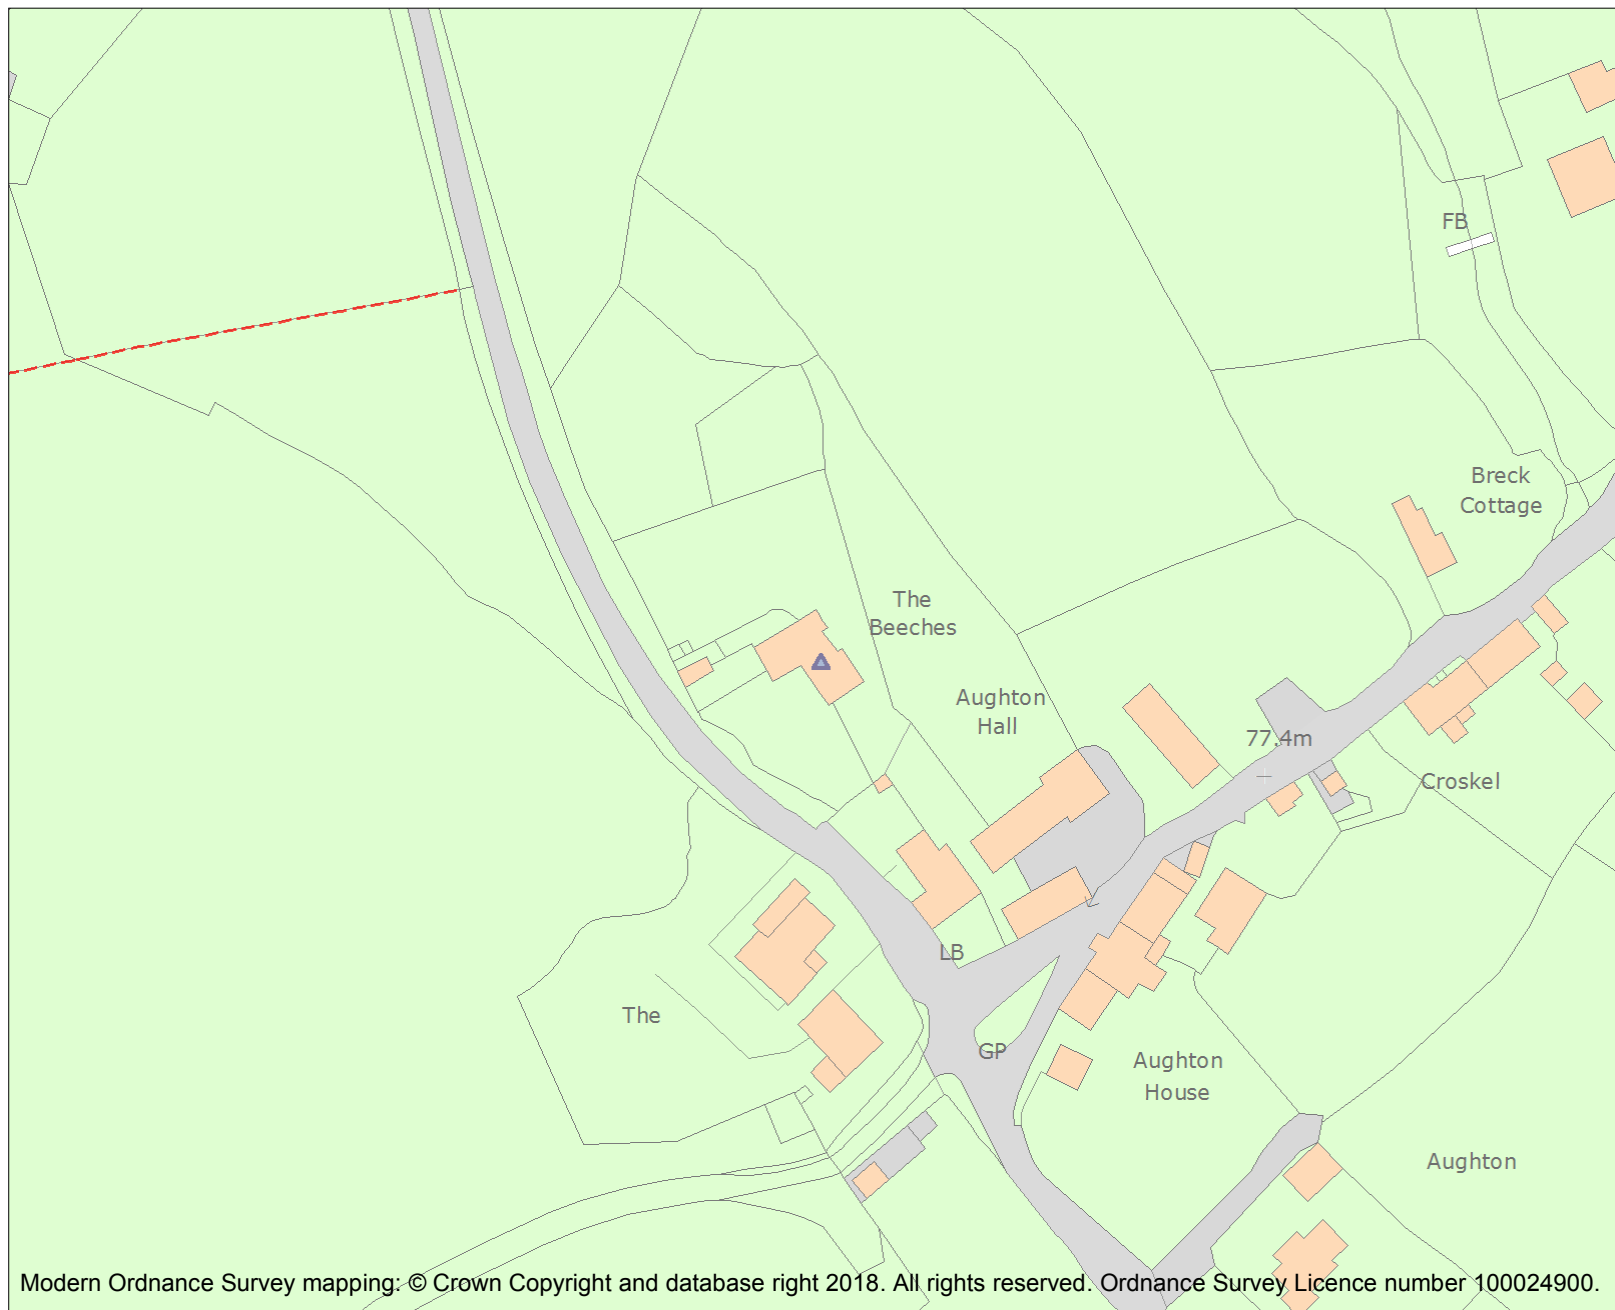 FB
Breck
Cottage
The
Beeches
Aughton
Hall
77.4m
Croskel
LB
The
GP
Aughton
House
Aughton
Modern Ordnance Survey mapping: © Crown Copyright and database right 2018. All rights reserved. Ordnance Survey Licence number 100024900.